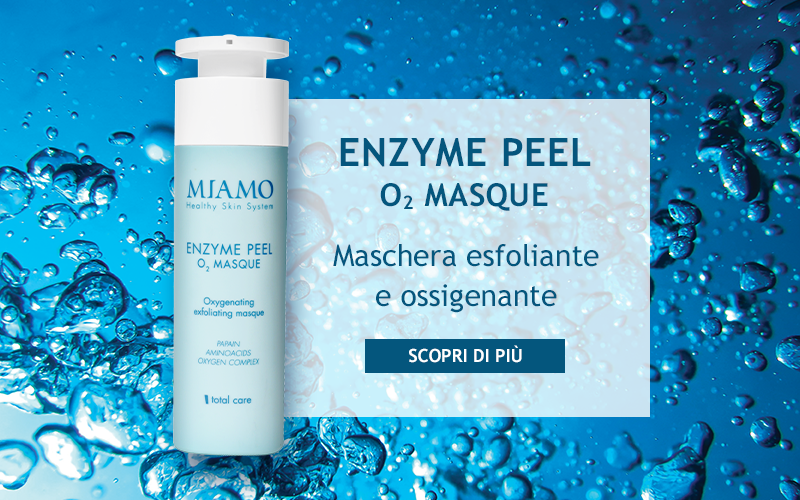 MIAMO
Healthy Skin System
ENZYME PEEL
O₂ MASQUE
Oxygenating
exfoliating masque
PAPAIN
AMINOACIDS
OXYGEN COMPLEX
total care
ENZYME PEEL
O₂ MASQUE
Maschera esfoliante
e ossigenante
SCOPRI DI PIÙ